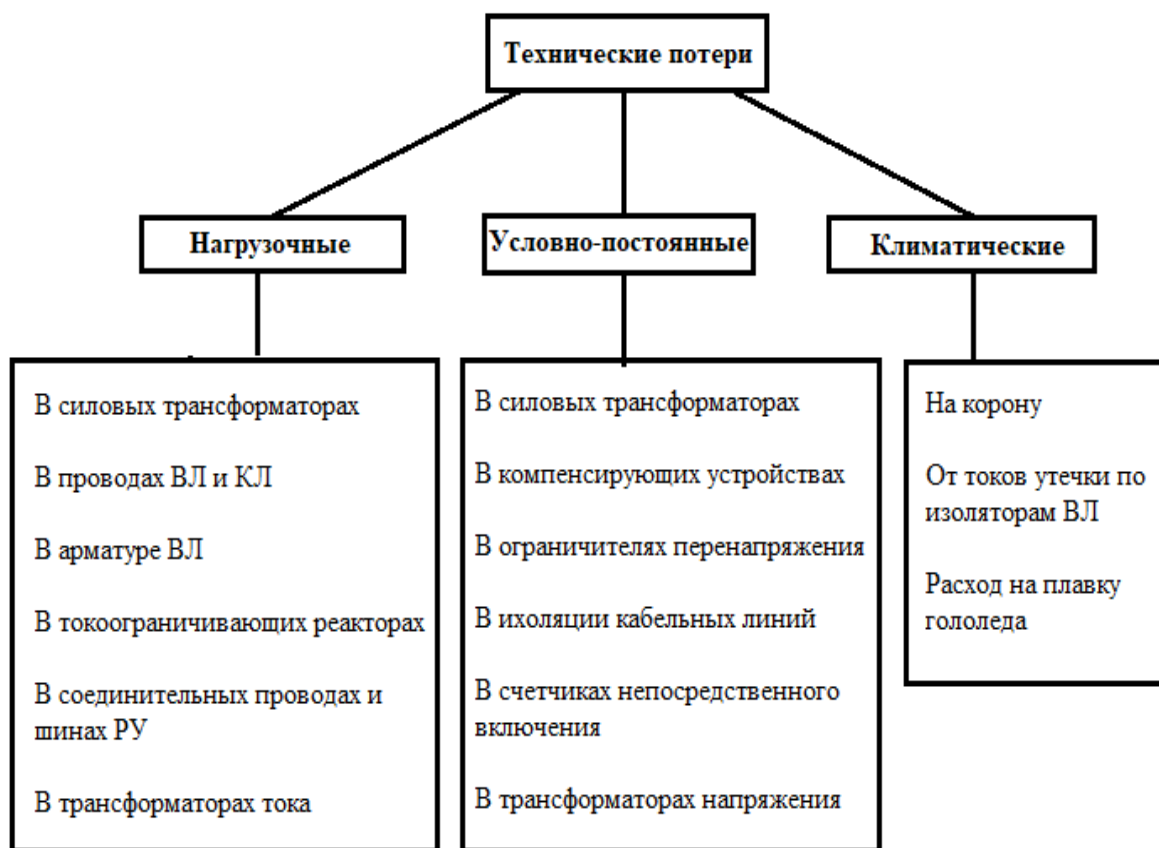 Технические потери
Нагрузочные
Условно-постоянные
Климатические
В силовых трансформаторах
В проводах ВЛ и КЛ
В арматуре ВЛ
В токоограничивающих реакторах
В соединительных проводах и
шинах РУ
В трансформаторах тока
В силовых трансформаторах
В компенсирующих устройствах
В ограничителях перенапряжения
В ихоляции кабельных линий
В счетчиках непосредственного
включения
В трансформаторах напряжения
На корону
От токов утечки по
изоляторам ВЛ
Расход на плавку
гололеда